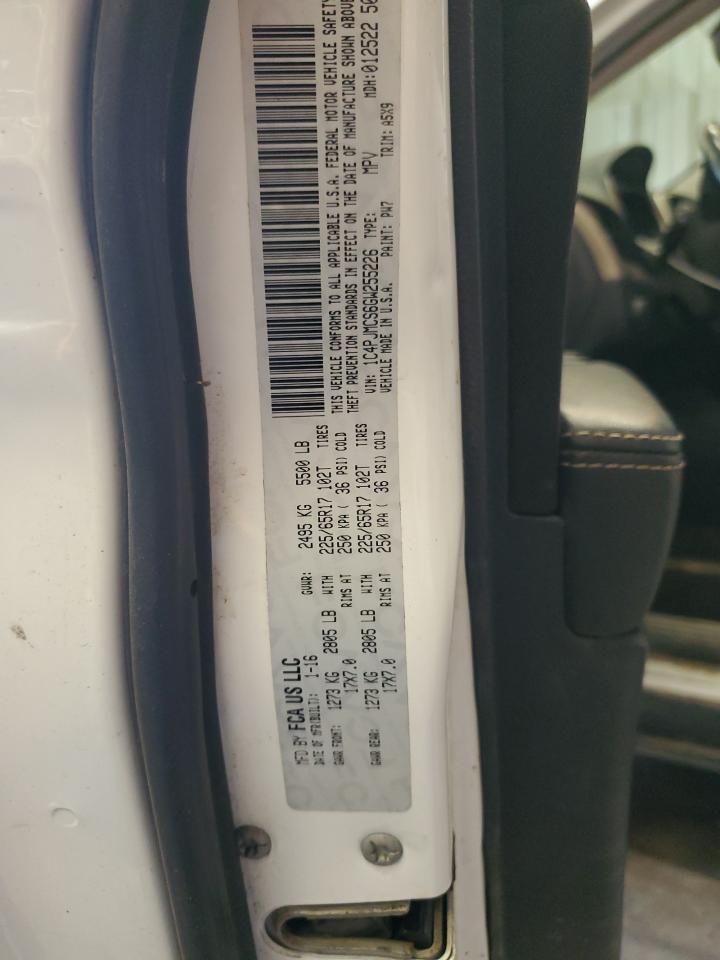 MFD BY FCA US LLC
DATE OF MFR(BUILT): 1-16 GVWR: 2495 KG 5500 LB
GAWR FRONT: 1273 KG 2805 LB WITH 225/65R17 102T TIRES
17X7.0 RIMS AT 250 KPA ( 36 PSI) COLD
GAWR REAR: 1273 KG 2805 LB WITH 225/65R17 102T TIRES
17X7.0 RIMS AT 250 KPA ( 36 PSI) COLD
THIS VEHICLE CONFORMS TO ALL APPLICABLE U.S.A. FEDERAL MOTOR VEHICLE SAFETY
THEFT PREVENTION STANDARDS IN EFFECT ON THE DATE OF MANUFACTURE SHOWN ABOVE
VIN: 1C4PJMCS6GW255226 TYPE: MPV MDH:012522 50
VEHICLE MADE IN U.S.A. PAINT: PW7 TRIM: A5X9